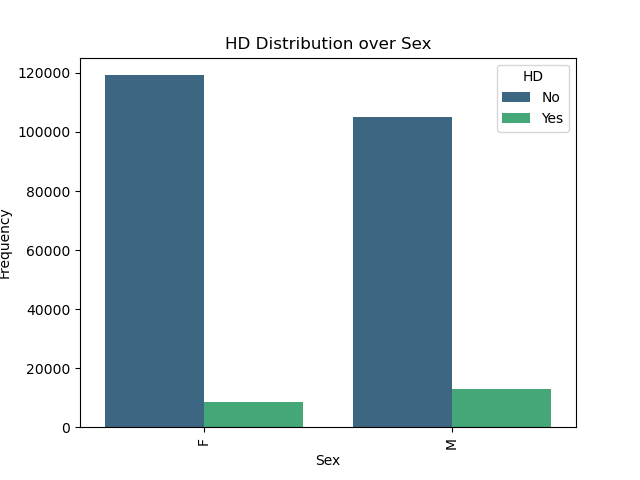 HD Distribution over Sex
HD
No
Yes
120000
100000
80000
60000
40000
20000
0
Frequency
F
M
Sex